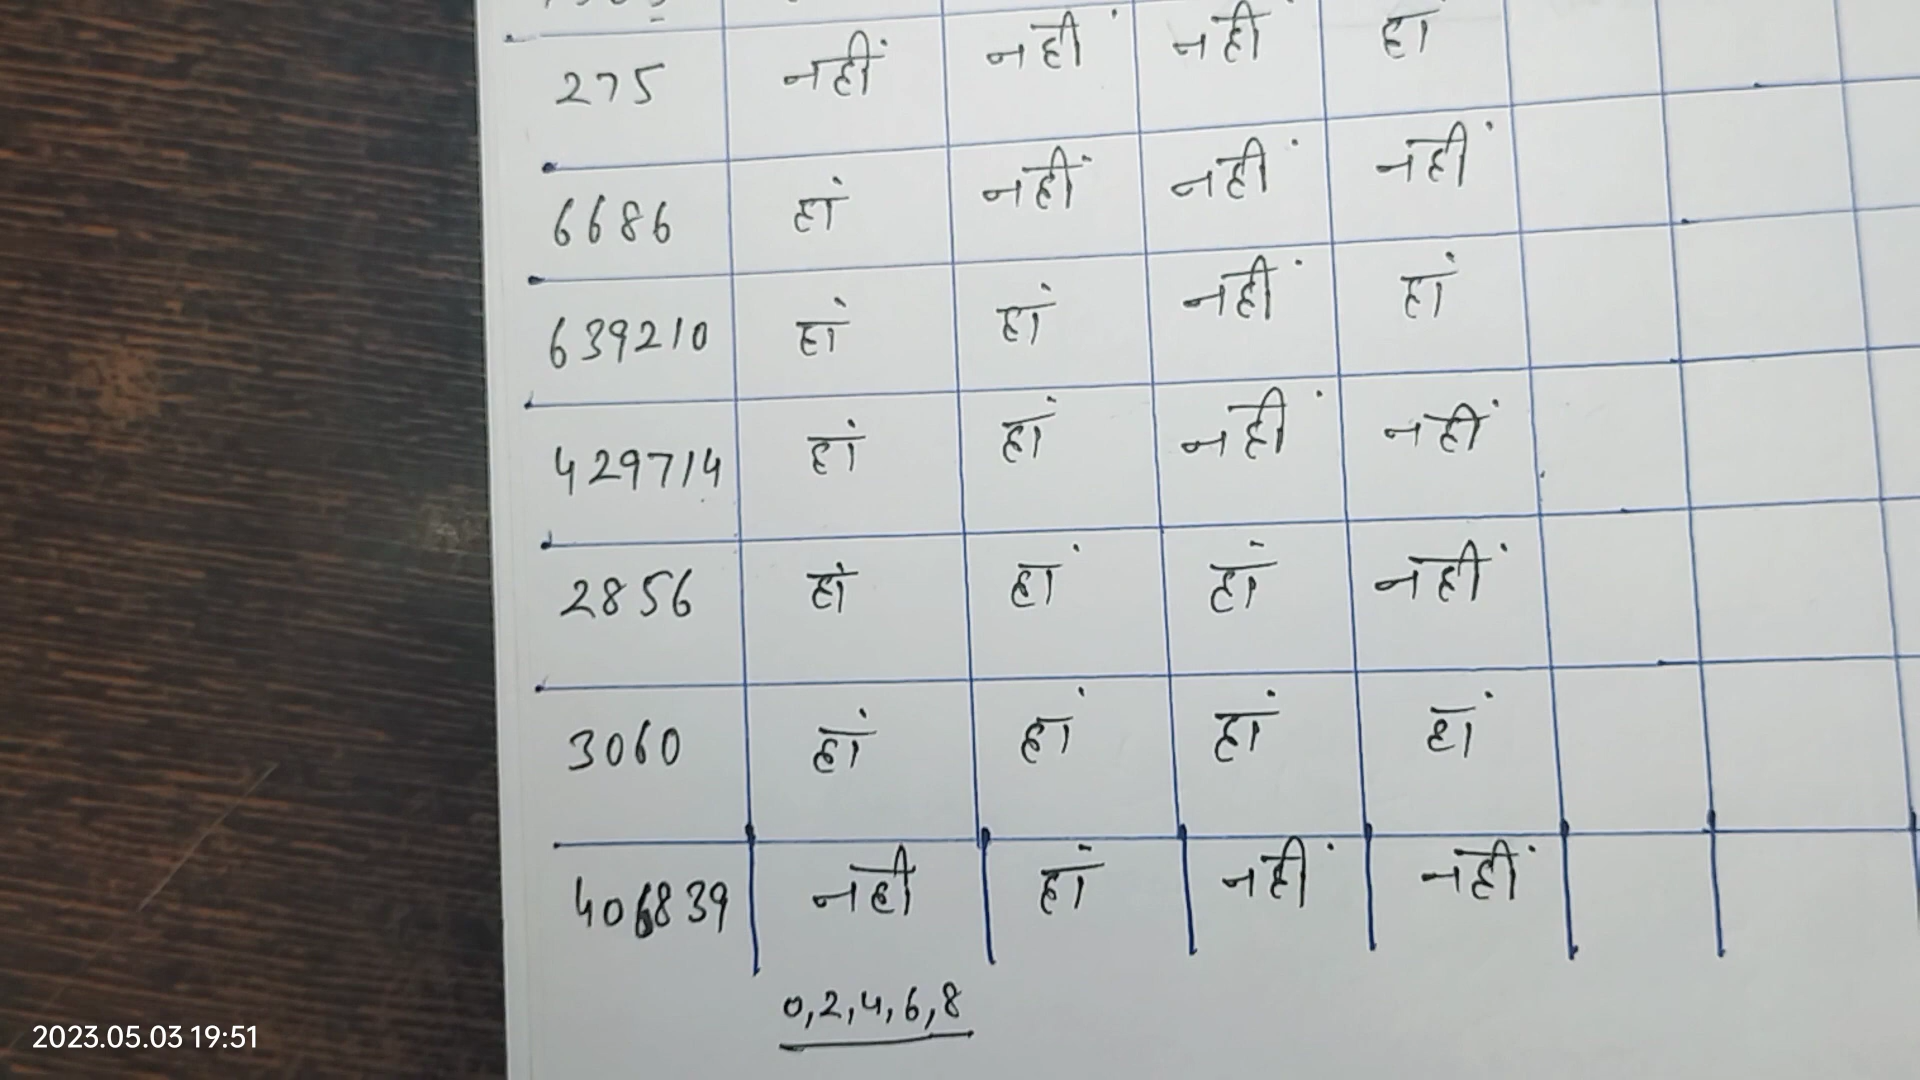 275 नहीं नहीं नहीं हां
6686 हां नहीं नहीं नहीं
639210 हां हां नहीं हां
429714 हां हां नहीं नहीं
2856 हां हां हां नहीं
3060 हां हां हां हां
406839 नही हां नहीं नहीं
0,2,4,6,8
2023.05.03 19:51